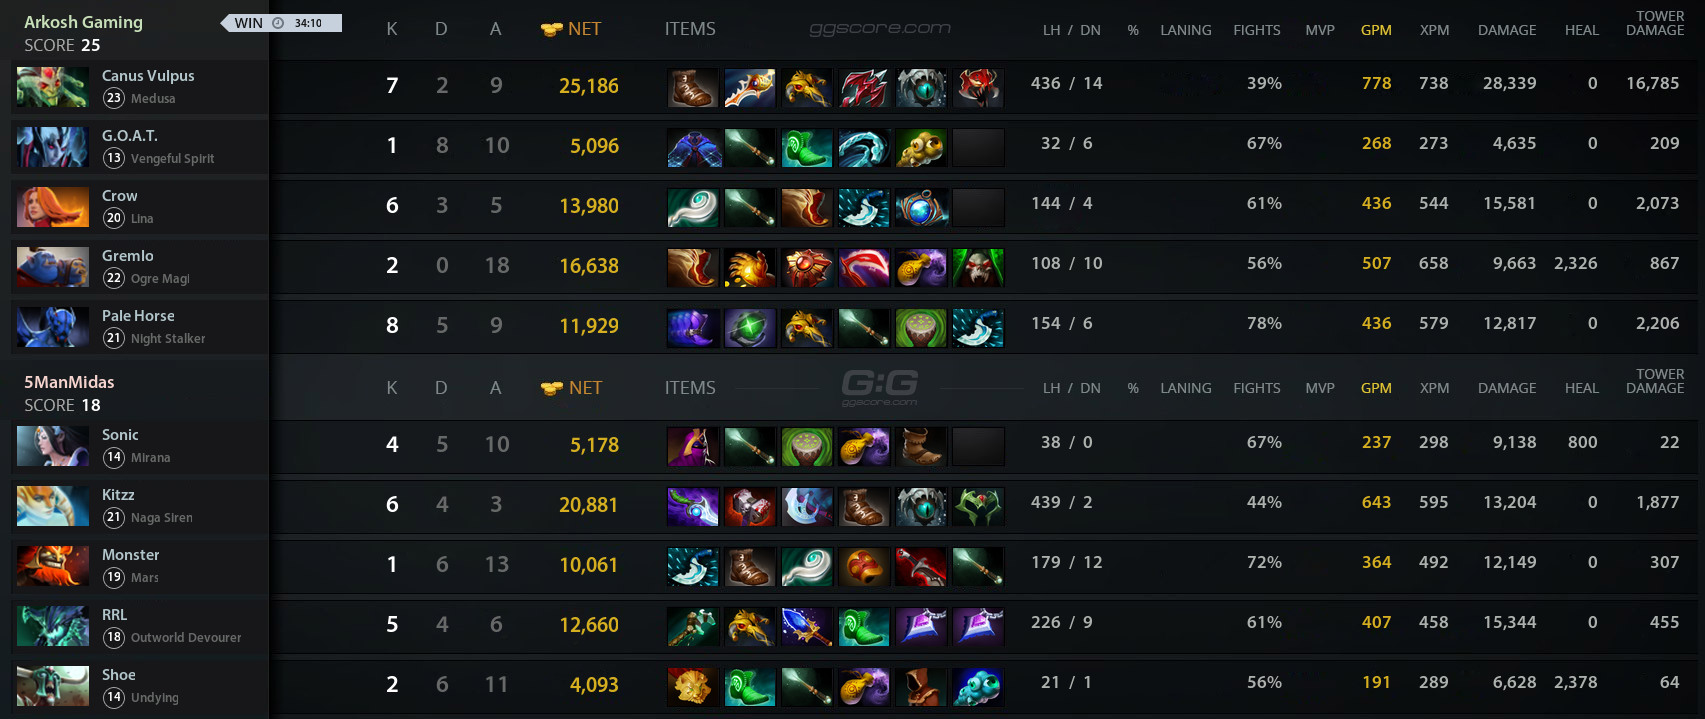 Arkosh Gaming WIN 34:10
SCORE 25
K D A NET ITEMS ggscore.com LH / DN % LANING FIGHTS MVP GPM XPM DAMAGE HEAL TOWER DAMAGE
Canus Vulpus
23 Medusa
7 2 9 25,186 436 / 14 39% 778 738 28,339 0 16,785
G.O.A.T.
13 Vengeful Spirit
1 8 10 5,096 32 / 6 67% 268 273 4,635 0 209
Crow
20 Lina
6 3 5 13,980 144 / 4 61% 436 544 15,581 0 2,073
Gremlo
22 Ogre Magi
2 0 18 16,638 108 / 10 56% 507 658 9,663 2,326 867
Pale Horse
21 Night Stalker
8 5 9 11,929 154 / 6 78% 436 579 12,817 0 2,206
5ManMidas
SCORE 18
K D A NET ITEMS G:G ggscore.com LH / DN % LANING FIGHTS MVP GPM XPM DAMAGE HEAL TOWER DAMAGE
Sonic
14 Mirana
4 5 10 5,178 38 / 0 67% 237 298 9,138 800 22
Kitzz
21 Naga Siren
6 4 3 20,881 439 / 2 44% 643 595 13,204 0 1,877
Monster
19 Mars
1 6 13 10,061 179 / 12 72% 364 492 12,149 0 307
RRL
18 Outworld Devourer
5 4 6 12,660 226 / 9 61% 407 458 15,344 0 455
Shoe
14 Undying
2 6 11 4,093 21 / 1 56% 191 289 6,628 2,378 64